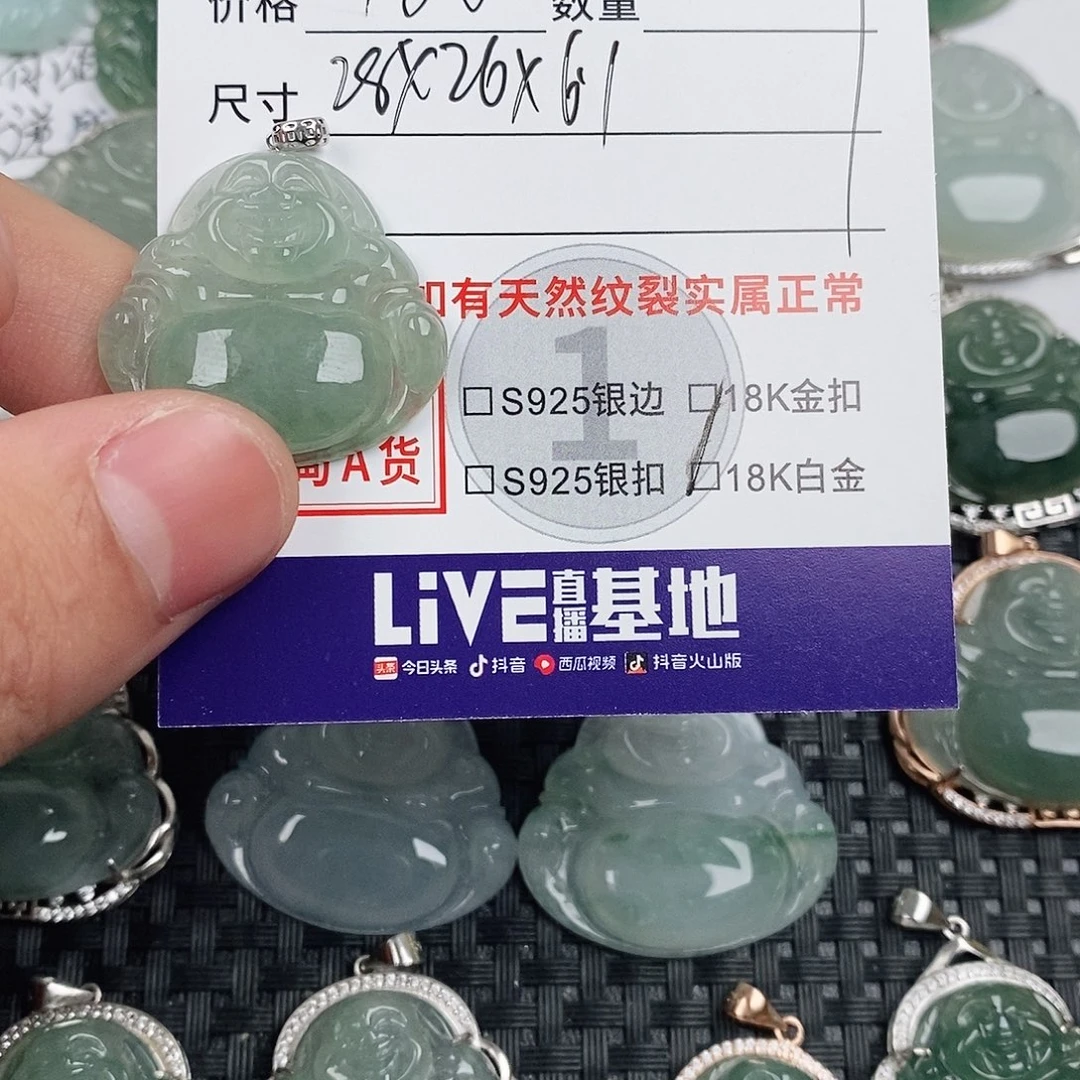 价格 数量
尺寸 28X26X61
如有天然纹裂实属正常
1
□S925银边 □18K金扣
甸A货
□S925银扣 □18K白金
LiVE直播基地
头条 今日头条 抖音 西瓜视频 抖音火山版